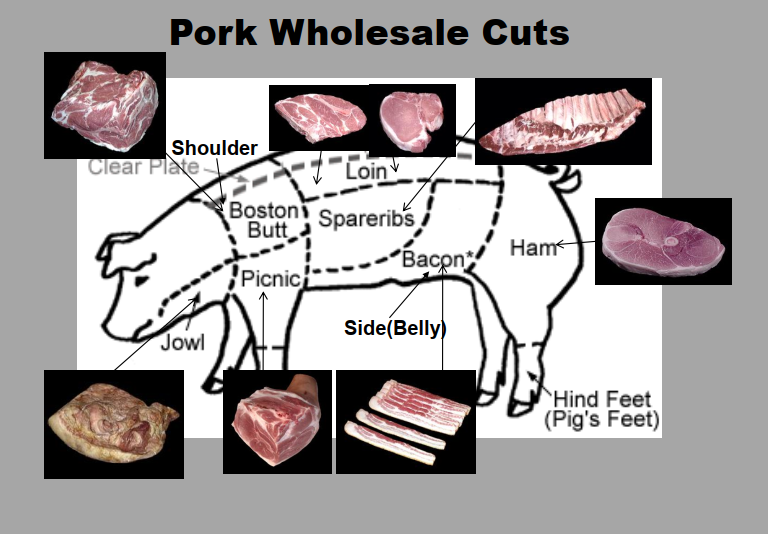 Pork Wholesale Cuts
Shoulder
Clear Plate
Loin
Boston
Butt
Spareribs
Ham
Bacon*
Picnic
Side(Belly)
Jowl
Hind Feet
(Pig's Feet)